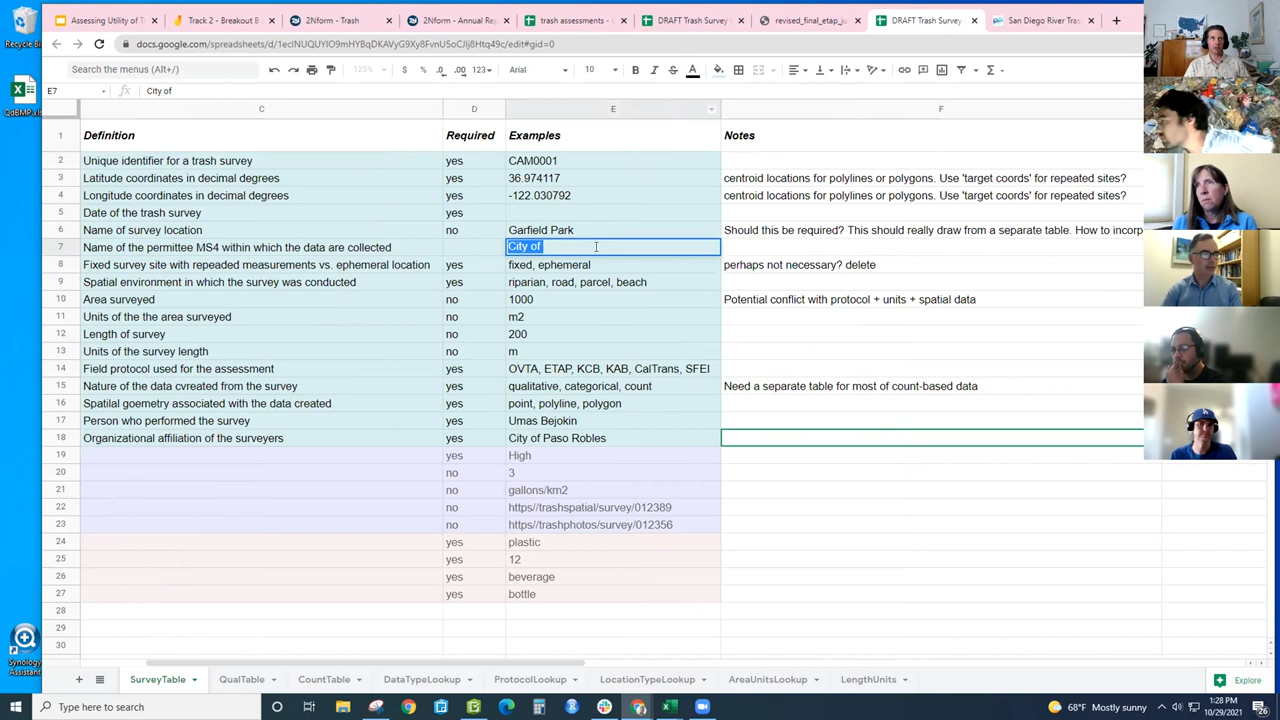 Assessing Utility of T
Track 2 - Breakout B
2Nform - Trash
2Nform - Annual Rep
trash assessments - 
DRAFT Trash Survey
revised_final_etap_ju
DRAFT Trash Survey
San Diego River Tras
Recycle Bin
docs.google.com/spreadsheets/d/
/edit#gid=0
Search the menus (Alt+/)
125%
$ % .0 .00 123
Arial
10
B I S A
QdBMP.xls
E7
fx
City of
C D E F
1 Definition Required Examples Notes
2 Unique identifier for a trash survey yes CAM0001
3 Latitude coordinates in decimal degrees yes 36.974117 centroid locations for polylines or polygons. Use 'target coords' for repeated sites?
4 Longitude coordinates in decimal degrees yes -122.030792 centroid locations for polylines or polygons. Use 'target coords' for repeated sites?
5 Date of the trash survey yes
6 Name of survey location no Garfield Park Should this be required? This should really draw from a separate table. How to incorp
7 Name of the permittee MS4 within which the data are collected City of
8 Fixed survey site with repeaded measurements vs. ephemeral location yes fixed, ephemeral perhaps not necessary? delete
9 Spatial environment in which the survey was conducted yes riparian, road, parcel, beach
10 Area surveyed no 1000 Potential conflict with protocol + units + spatial data
11 Units of the the area surveyed no m2
12 Length of survey no 200
13 Units of the survey length no m
14 Field protocol used for the assessment yes OVTA, ETAP, KCB, KAB, CalTrans, SFEI
15 Nature of the data cvreated from the survey yes qualitative, categorical, count Need a separate table for most of count-based data
16 Spatilal goemetry associated with the data created yes point, polyline, polygon
17 Person who performed the survey yes Umas Bejokin
18 Organizational affiliation of the surveyers yes City of Paso Robles
19 yes High
20 no 3
21 no gallons/km2
22 no https//trashspatial/survey/012389
23 no https//trashphotos/survey/012356
24 yes plastic
25 yes 12
26 yes beverage
27 yes bottle
28
29
30
Synology
Assistant
SurveyTable QualTable CountTable DataTypeLookup ProtocolLookup LocationTypeLookup AreaUnitsLookup LengthUnits Explore
Type here to search
68°F Mostly sunny
1:28 PM
10/29/2021
26